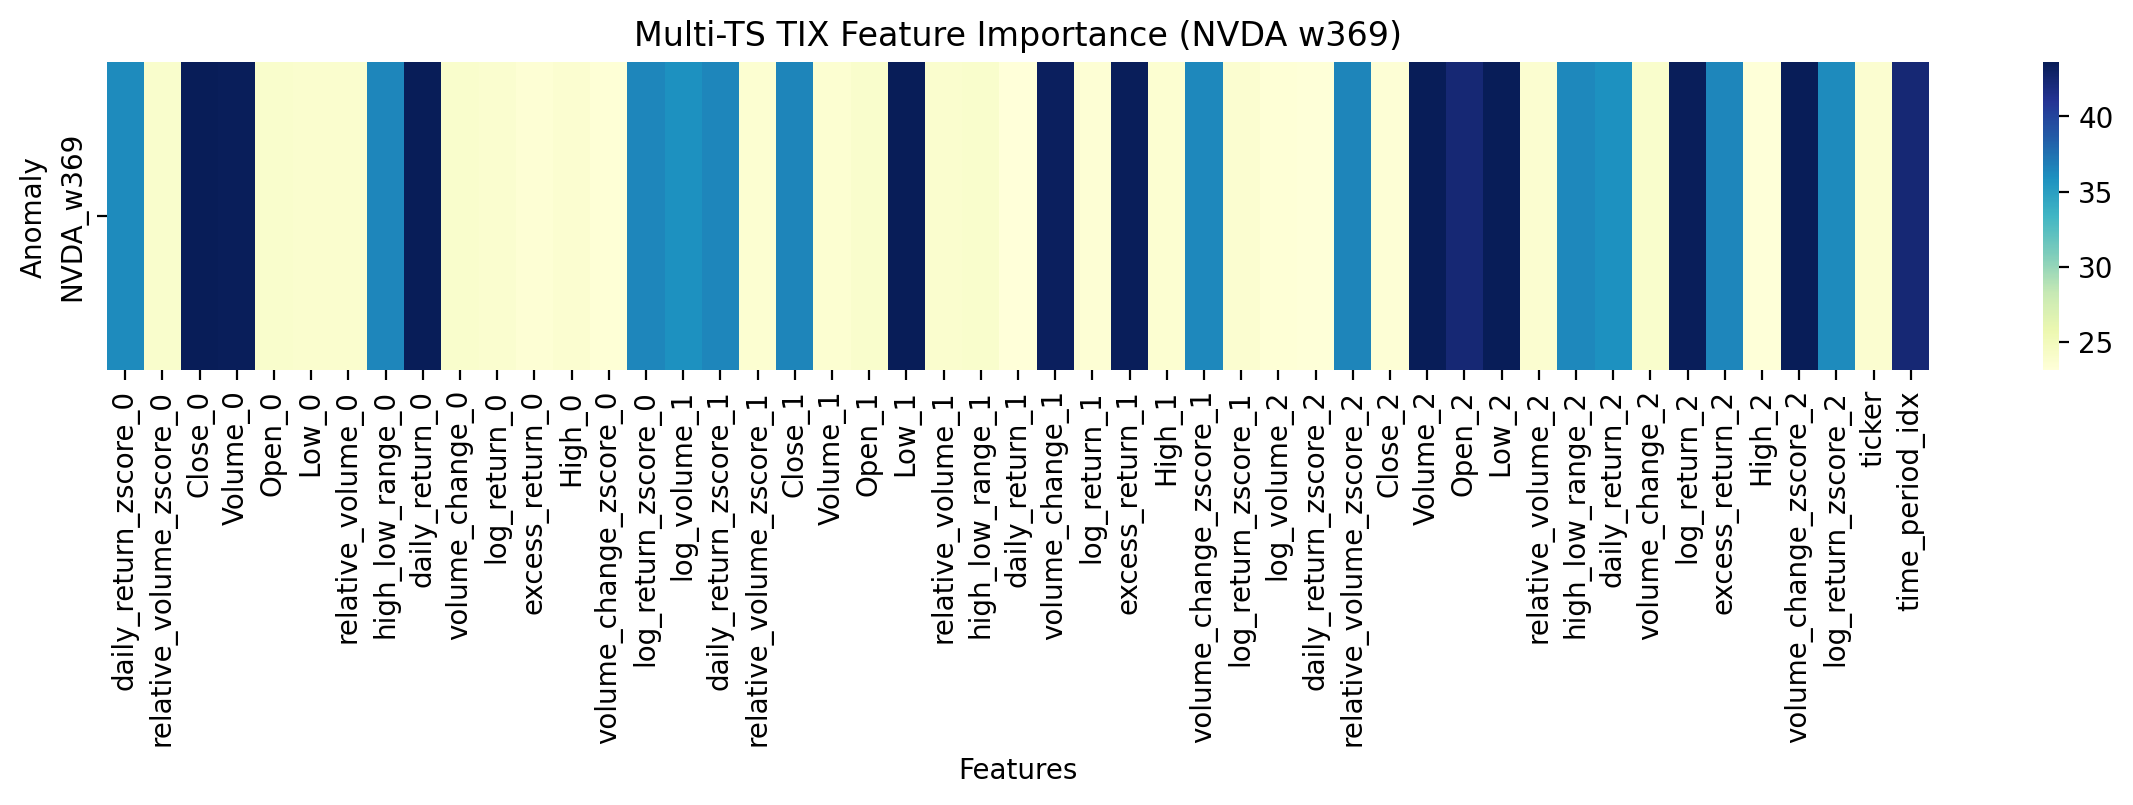 Multi-TS TIX Feature Importance (NVDA w369)
Anomaly
NVDA_w369
40
35
30
25
daily_return_zscore_0
relative_volume_zscore_0
Close_0
Volume_0
Open_0
Low_0
relative_volume_0
high_low_range_0
daily_return_0
volume_change_0
log_return_0
excess_return_0
High_0
volume_change_zscore_0
log_return_zscore_0
log_volume_1
daily_return_zscore_1
relative_volume_zscore_1
Close_1
Volume_1
Open_1
Low_1
relative_volume_1
high_low_range_1
daily_return_1
volume_change_1
log_return_1
excess_return_1
High_1
volume_change_zscore_1
log_return_zscore_1
log_volume_2
daily_return_zscore_2
relative_volume_zscore_2
Close_2
Volume_2
Open_2
Low_2
relative_volume_2
high_low_range_2
daily_return_2
volume_change_2
log_return_2
excess_return_2
High_2
volume_change_zscore_2
log_return_zscore_2
ticker
time_period_idx
Features